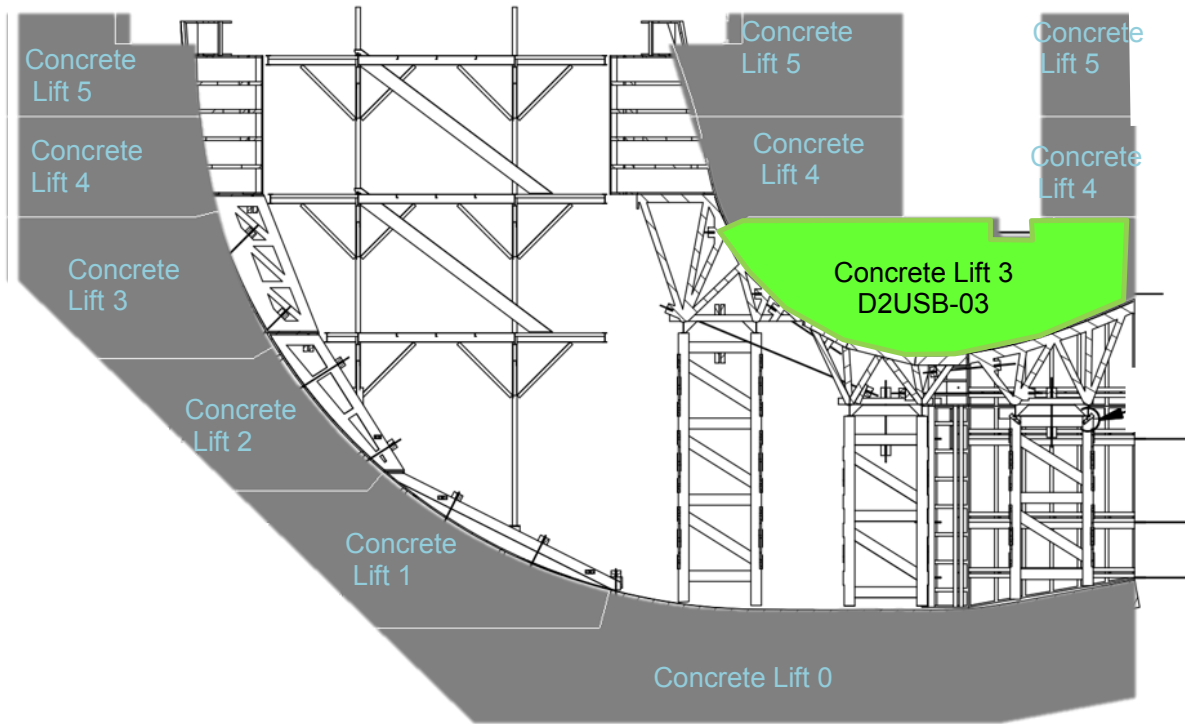 Concrete
Lift 5
Concrete
Lift 5
Concrete
Lift 5
Concrete
Lift 4
Concrete
Lift 4
Concrete
Lift 4
Concrete
Lift 3
Concrete Lift 3
D2USB-03
Concrete
Lift 2
Concrete
Lift 1
Concrete Lift 0